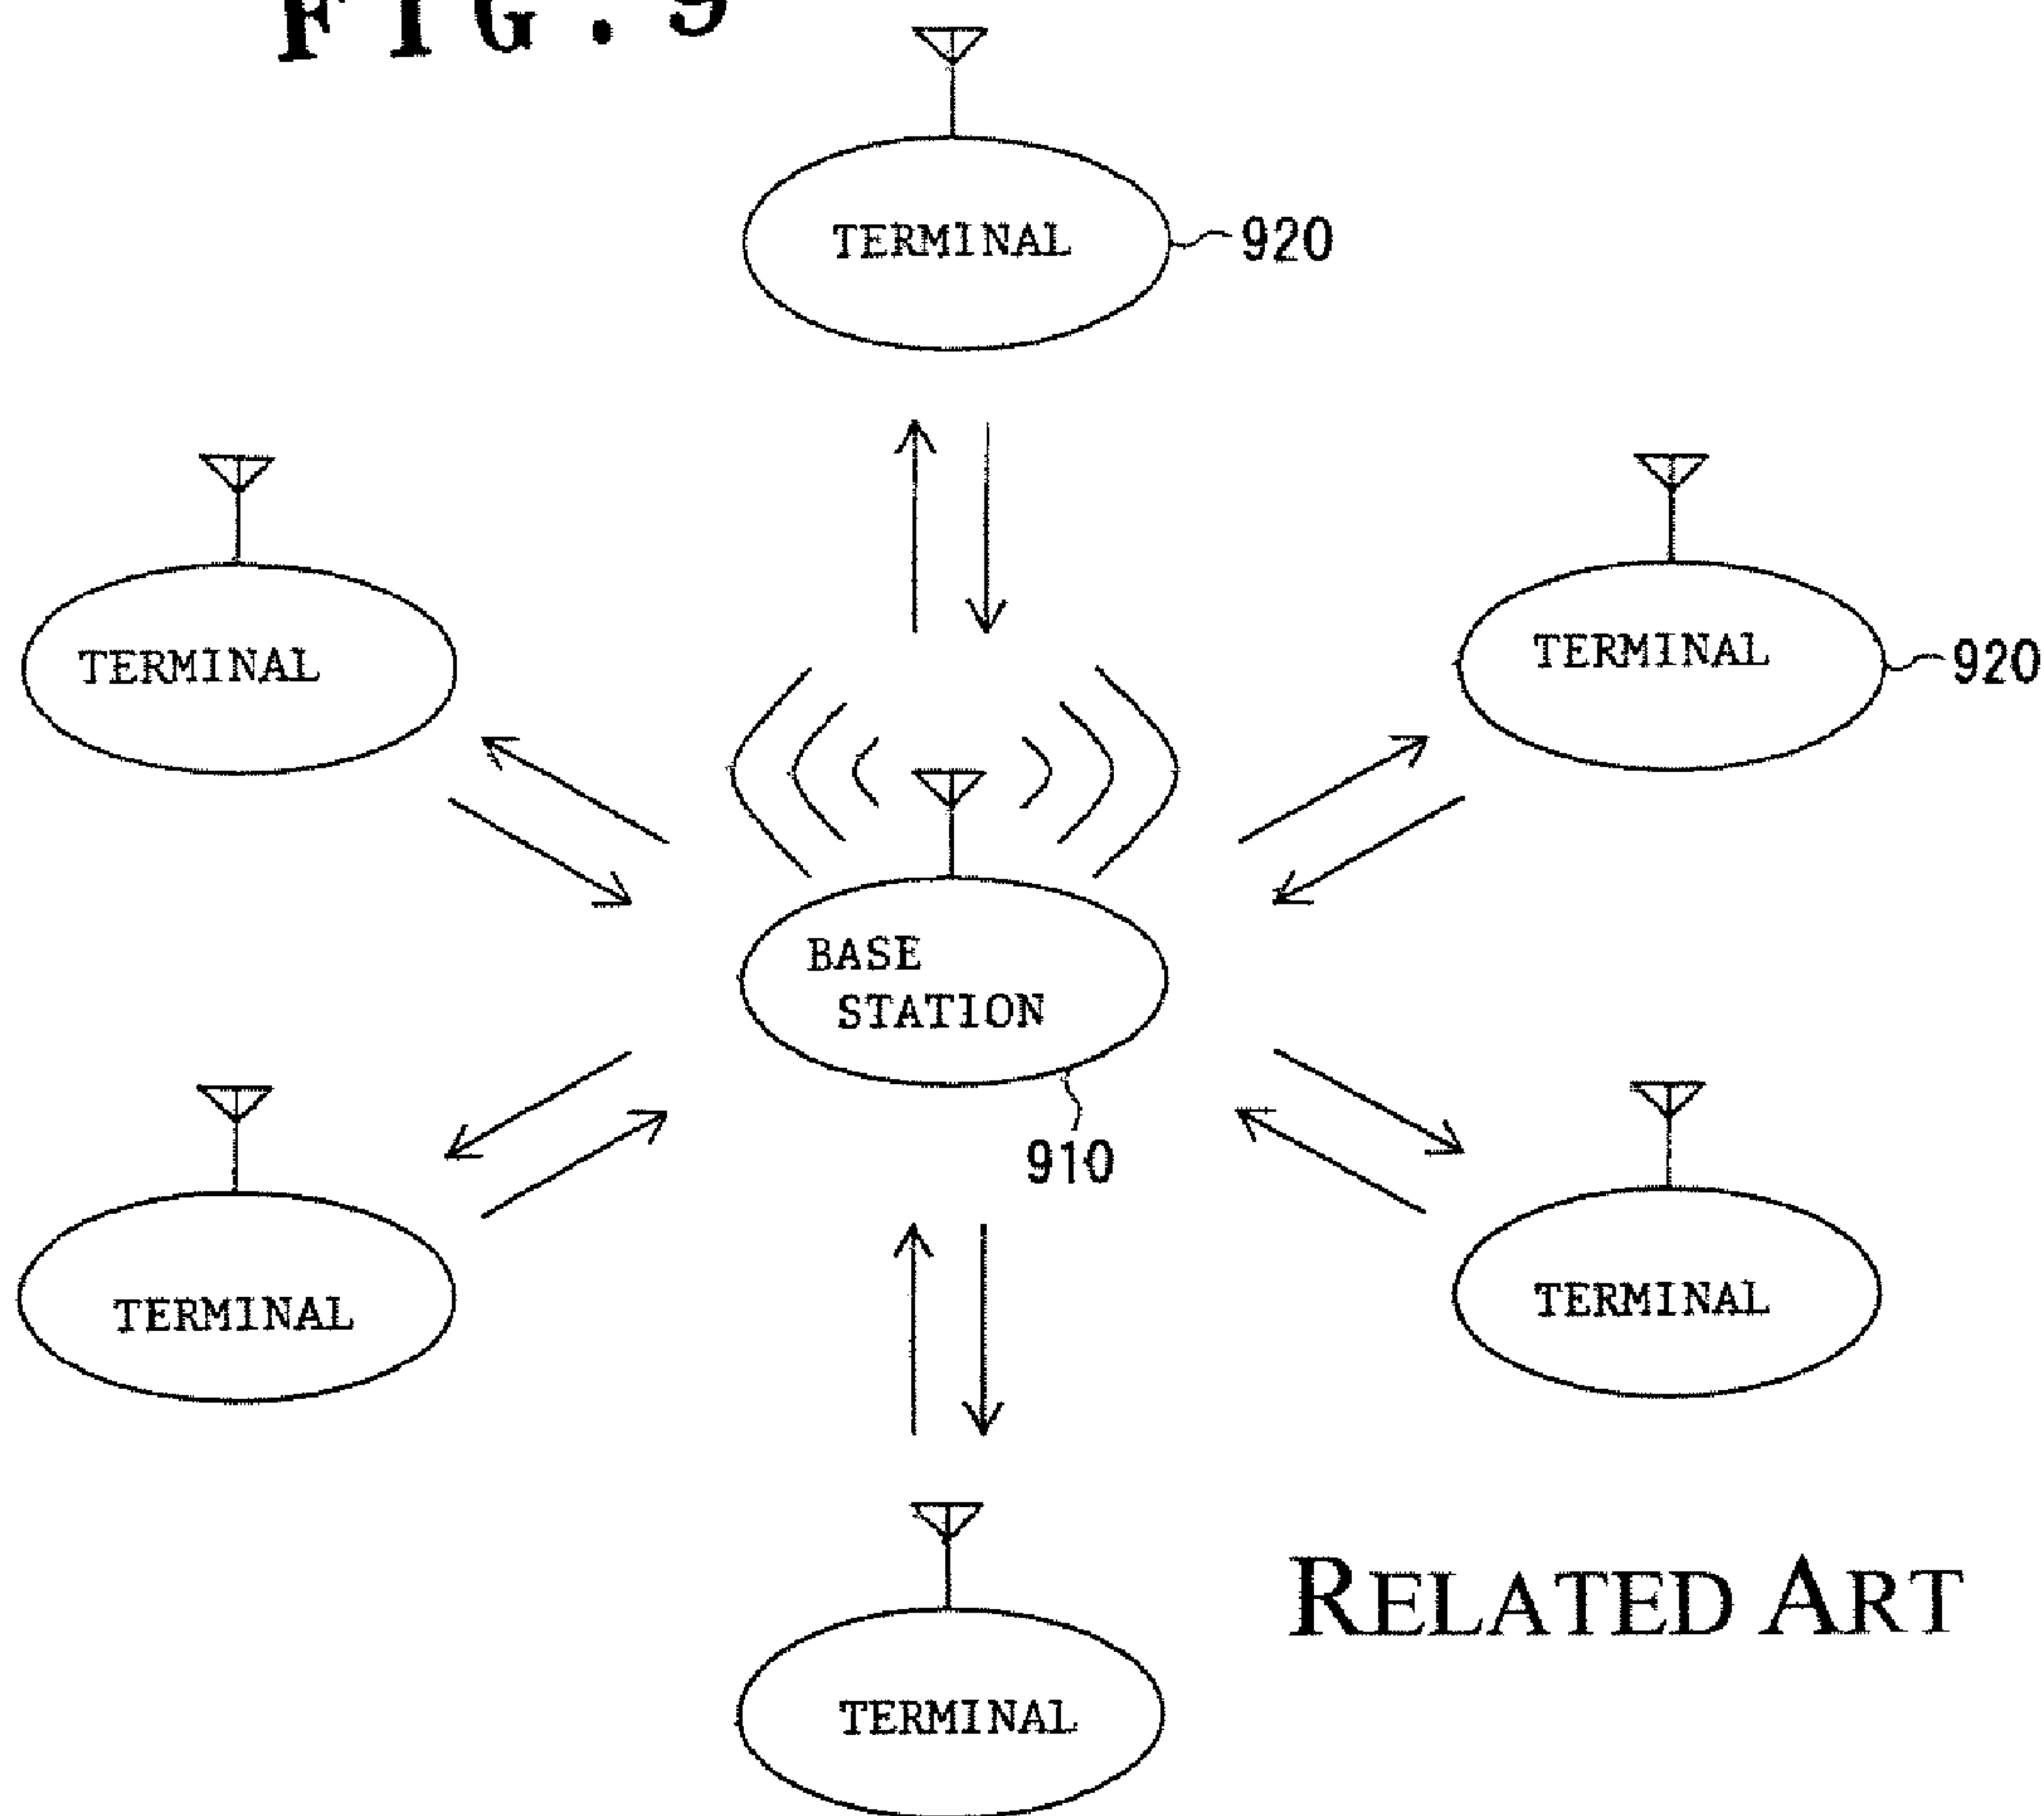 FIG. 9
TERMINAL
920
TERMINAL
TERMINAL
920
BASE
STATION
910
TERMINAL
TERMINAL
TERMINAL
RELATED ART